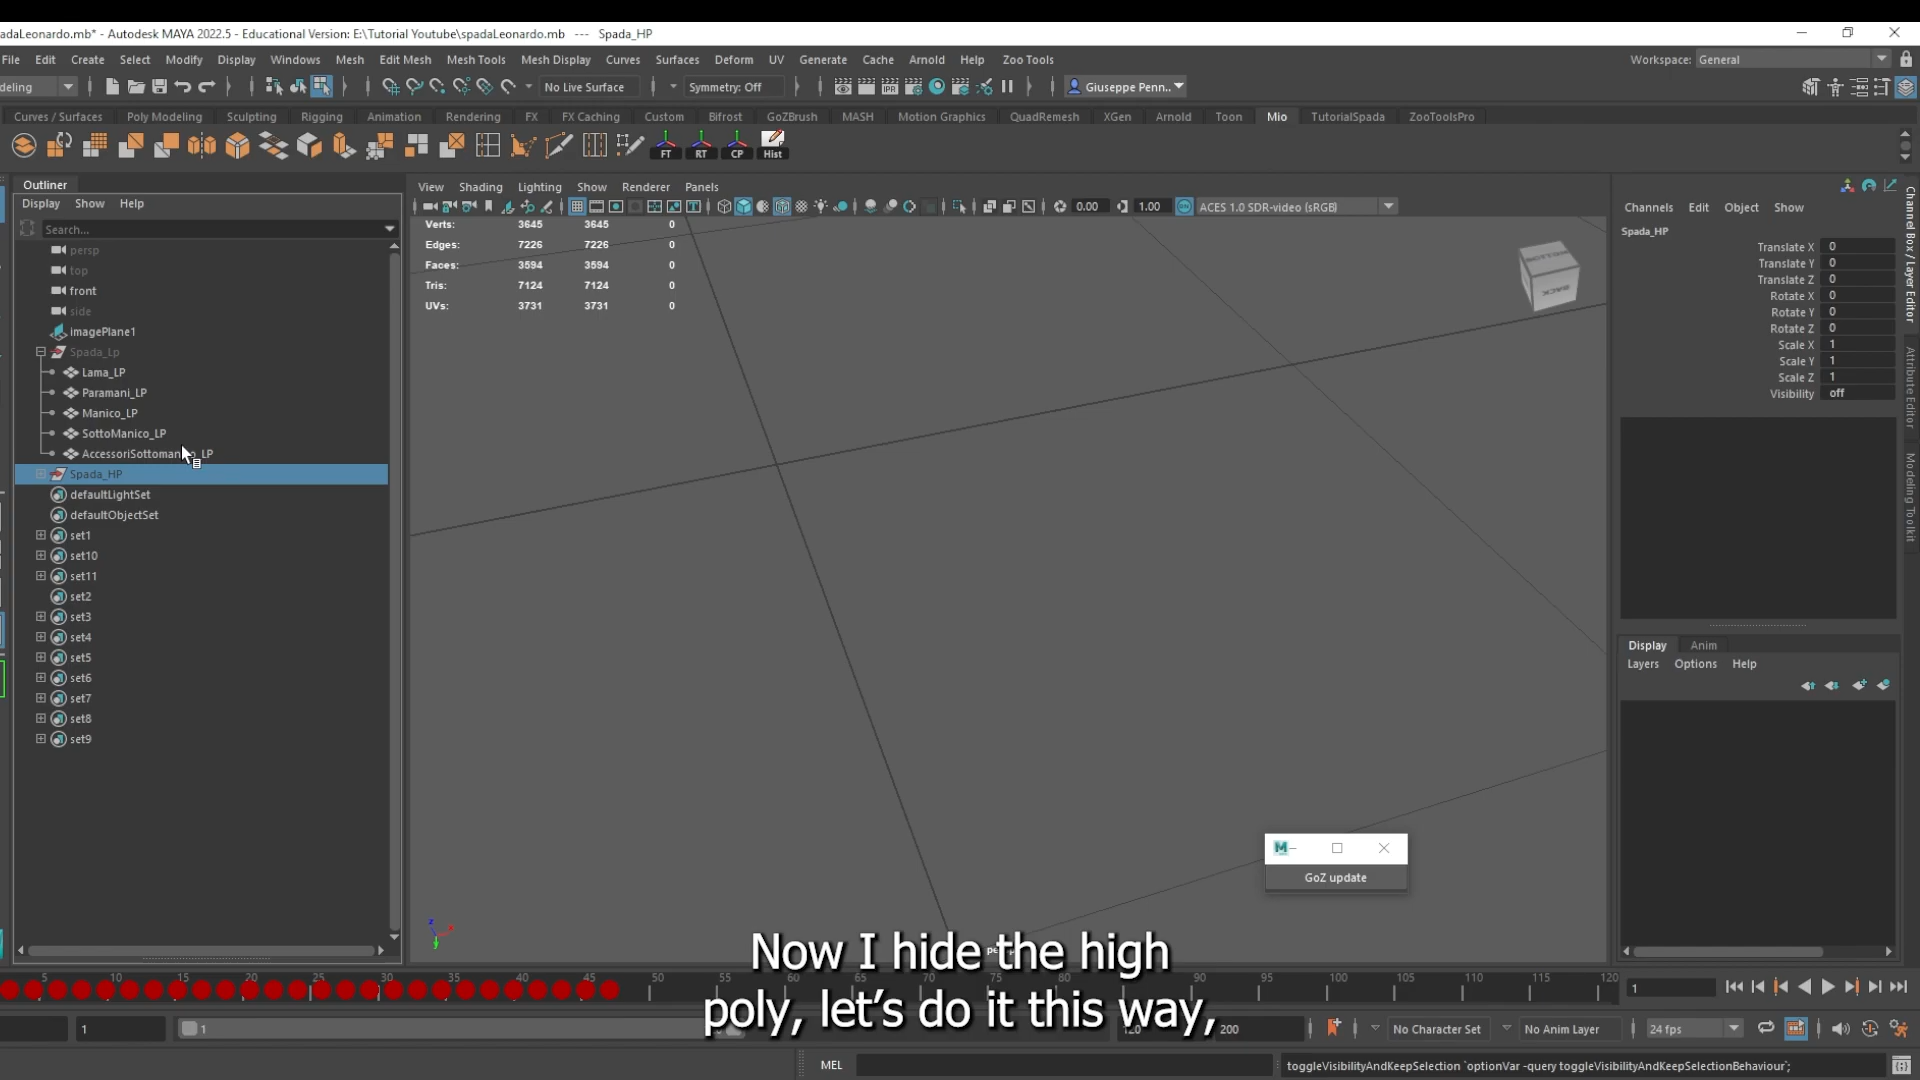 adaLeonardo.mb* - Autodesk MAYA 2022.5 - Educational Version: E:\Tutorial Youtube\spadaLeonardo.mb --- Spada_HP
File Edit Create Select Modify Display Windows Mesh Edit Mesh Mesh Tools Mesh Display Curves Surfaces Deform UV Generate Cache Arnold Help Zoo Tools
Workspace: General
deling
No Live Surface
Symmetry: Off
Giuseppe Penn..
Curves / Surfaces Poly Modeling Sculpting Rigging Animation Rendering FX FX Caching Custom Bifrost GoZBrush MASH Motion Graphics QuadRemesh XGen Arnold Toon Mio TutorialSpada ZooToolsPro
IPR
FT RT CP Hist
Outliner
Display Show Help
Search...
persp
top
front
side
imagePlane1
Spada_Lp
Lama_LP
Paramani_LP
Manico_LP
SottoManico_LP
Spada_HP
defaultLightSet
defaultObjectSet
set1
set10
set11
set2
set3
set4
set5
set6
set7
set8
set9
View Shading Lighting Show Renderer Panels
0.00 1.00 ACES 1.0 SDR-video (sRGB)
Verts: 3645 3645 0
Edges: 7226 7226 0
Faces: 3594 3594 0
Tris: 7124 7124 0
UVs: 3731 3731 0
BACK
z
GoZ update
Channels Edit Object Show
Spada_HP
Translate X 0
Translate Y 0
Translate Z 0
Rotate X 0
Rotate Y 0
Rotate Z 0
Scale X 1
Scale Y 1
Scale Z 1
Visibility off
Channel Box / Layer Editor
Attribute Editor
Modeling Toolkit
Display Anim
Layers Options Help
Now I hide the high
poly, let's do it this way,
5 10 15 20 25 30 35 40 45 50 55 60 65 70 75 80 90 95 100 105 110 115 120
1
1 1 120 200
No Character Set No Anim Layer 24 fps
MEL
toggleVisibilityAndKeepSelection `optionVar -query toggleVisibilityAndKeepSelectionBehaviour`;